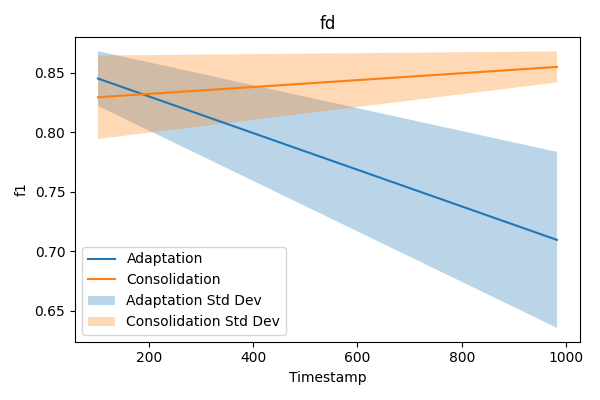 fd
f1
0.85
0.80
0.75
0.70
0.65
Adaptation
Consolidation
Adaptation Std Dev
Consolidation Std Dev
200
400
600
800
1000
Timestamp